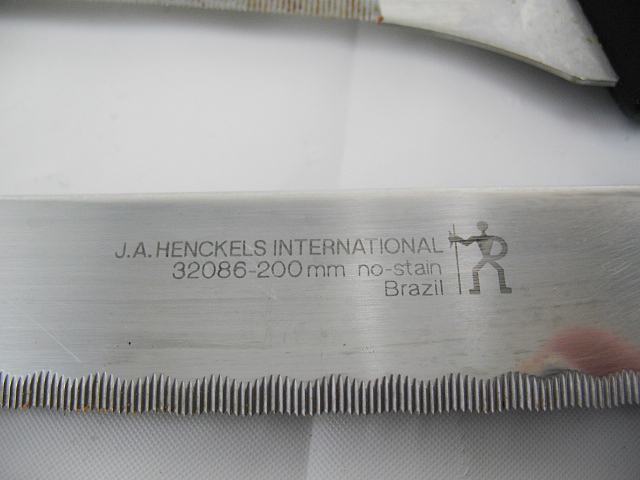 J.A. HENCKELS INTERNATIONAL
32086-200mm no-stain
Brazil